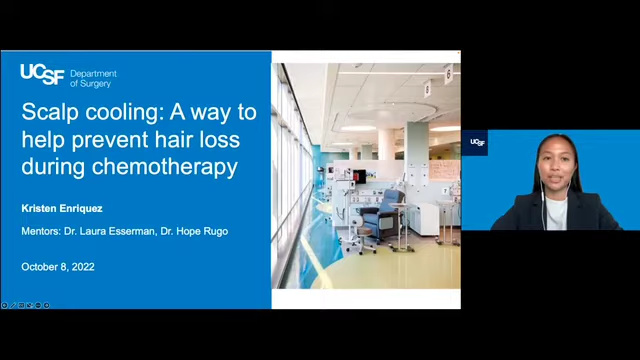 UCSF Department
of Surgery
Scalp cooling: A way to
help prevent hair loss
during chemotherapy
Kristen Enriquez
Mentors: Dr. Laura Esserman, Dr. Hope Rugo
October 8, 2022
UCSF